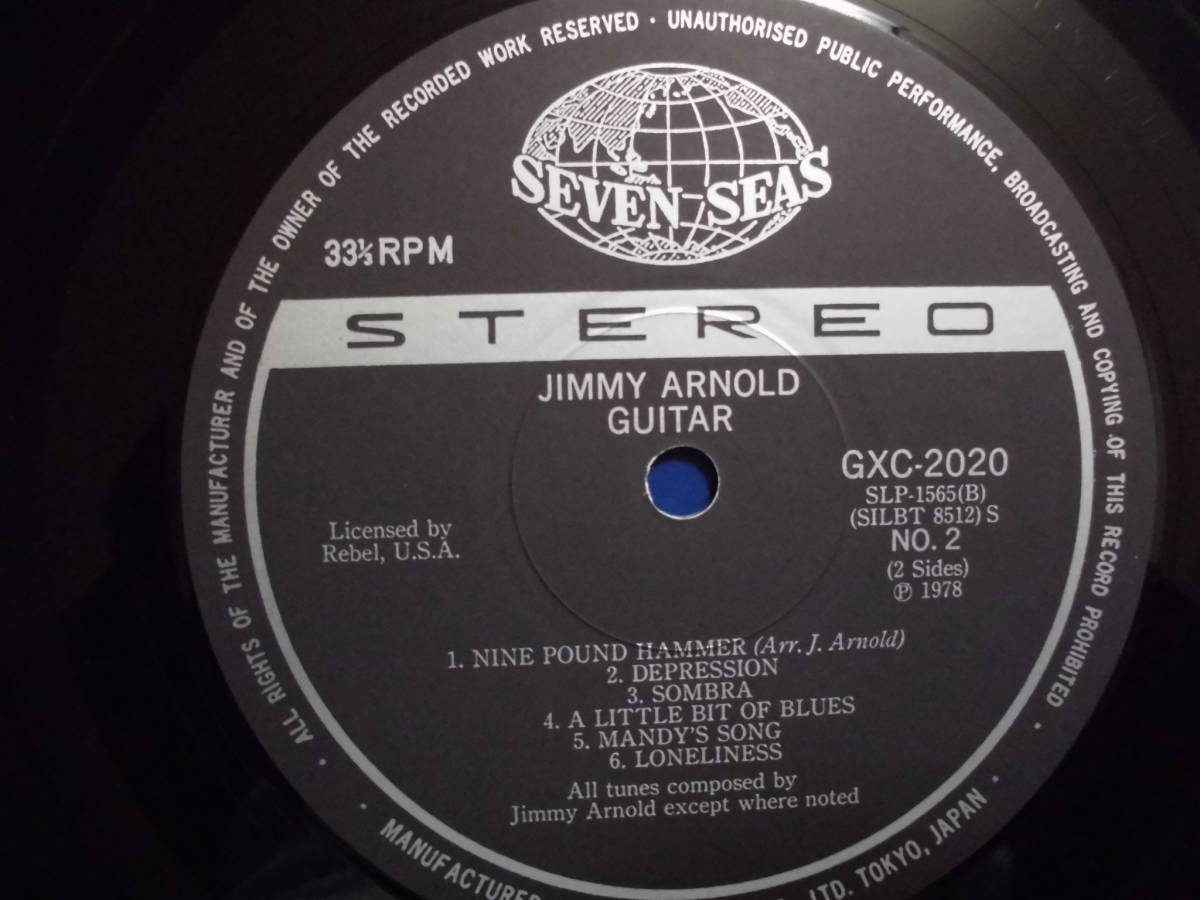 ALL RIGHTS OF THE MANUFACTURER AND OF THE OWNER OF THE RECORDED WORK RESERVED · UNAUTHORISED PUBLIC PERFORMANCE, BROADCASTING AND COPYING OF THIS RECORD PROHIBITED ·
SEVEN SEAS
33⅓ RPM
STEREO
JIMMY ARNOLD
GUITAR
GXC-2020
SLP-1565(B)
(SILBT 8512) S
NO. 2
(2 Sides)
Ⓟ 1978
Licensed by
Rebel, U.S.A.
1. NINE POUND HAMMER (Arr. J. Arnold)
2. DEPRESSION
3. SOMBRA
4. A LITTLE BIT OF BLUES
5. MANDY'S SONG
6. LONELINESS
All tunes composed by
Jimmy Arnold except where noted
LTD. TOKYO, JAPAN